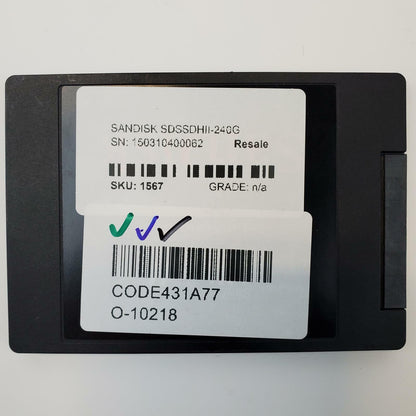 SANDISK SDSSDHII-240G
SN: 150310400062 Resale
SKU: 1567 GRADE: n/a
CODE431A77
O-10218